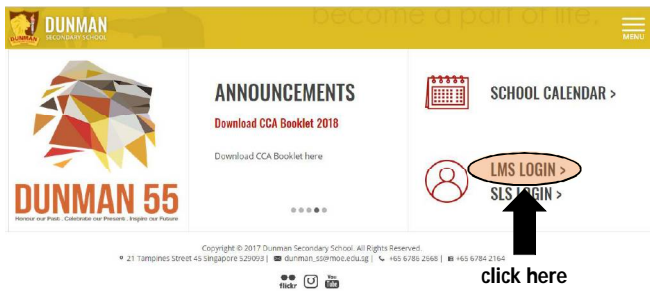 become a part of life.
DUNMAN
SECONDARY SCHOOL
DUNMAN
MENU
DUNMAN 55
Honour our Past . Celebrate our Present . Inspire our Future
ANNOUNCEMENTS
Download CCA Booklet 2018
Download CCA Booklet here
SCHOOL CALENDAR >
LMS LOGIN >
SLS LOGIN >
Copyright © 2017 Dunman Secondary School. All Rights Reserved.
21 Tampines Street 45 Singapore 529093 | dunman_ss@moe.edu.sg | +65 6786 2668 | +65 6784 2164
flickr You Tube
click here